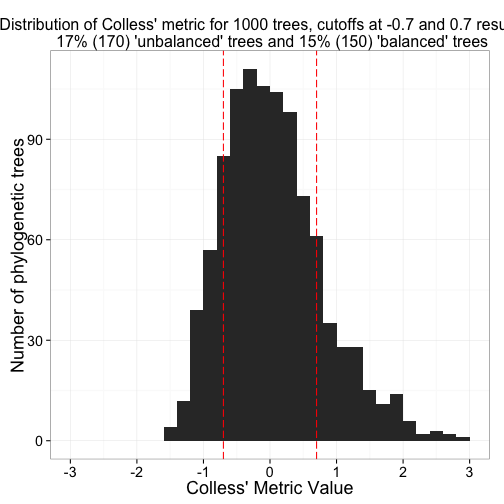 Distribution of Colless' metric for 1000 trees, cutoffs at -0.7 and 0.7
17% (170) 'unbalanced' trees and 15% (150) 'balanced' trees
Number of phylogenetic trees
90
60
30
0
-3 -2 -1 0 1 2 3
Colless' Metric Value